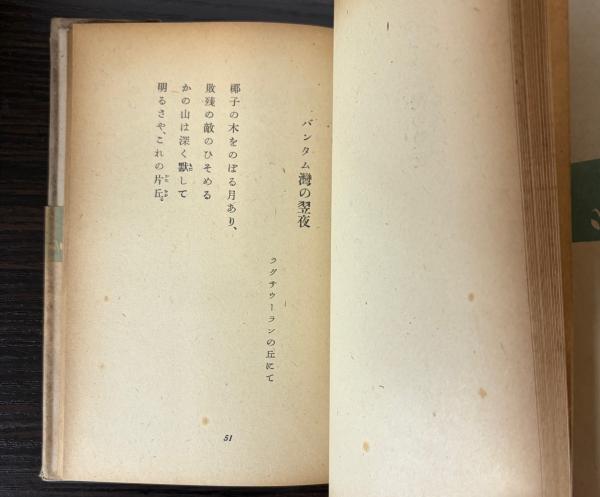 バンタム灣の翌夜
ラグサウーランの丘にて
椰子の木をのぼる月あり、
敗残の敵のひそめる
かの山は深く默して
明るさや、これの片丘。
51